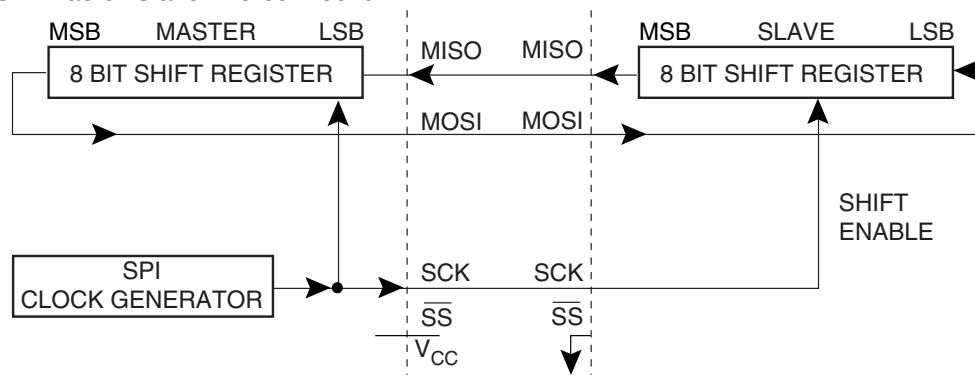 MSB MASTER LSB
8 BIT SHIFT REGISTER
MISO MISO
MSB SLAVE LSB
8 BIT SHIFT REGISTER
MOSI MOSI
SHIFT
ENABLE
SPI
CLOCK GENERATOR
SCK SCK
SS SS
VCC